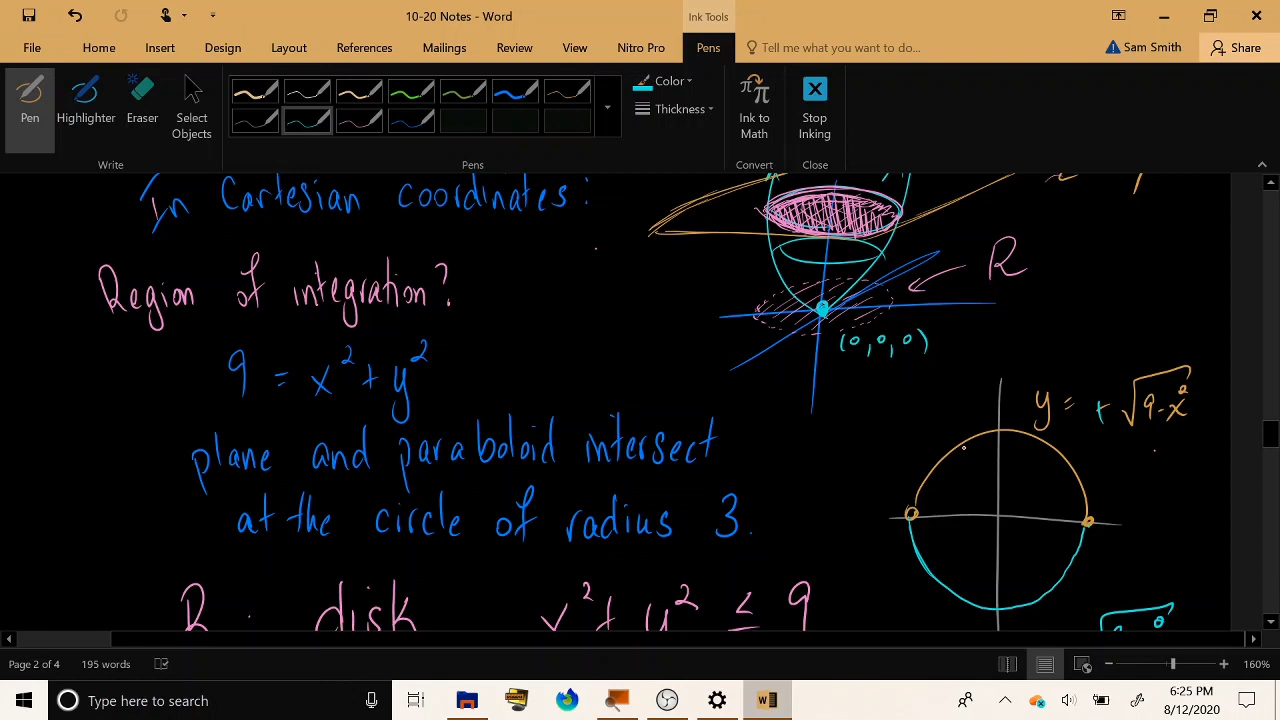 10-20 Notes - Word
Ink Tools
File Home Insert Design Layout References Mailings Review View Nitro Pro Pens Tell me what you want to do... Sam Smith Share
Pen Highlighter Eraser Select Objects
Color
Thickness
Ink to Math
Stop Inking
Write Pens Convert Close
In Cartesian coordinates:
Region of integration?
R
(0,0,0)
9 = x² + y²
y = + √9-x²
plane and paraboloid intersect
at the circle of radius 3.
R disk x² + y² ≤ 9
Page 2 of 4 195 words 160%
Type here to search
6:25 PM
8/12/2020